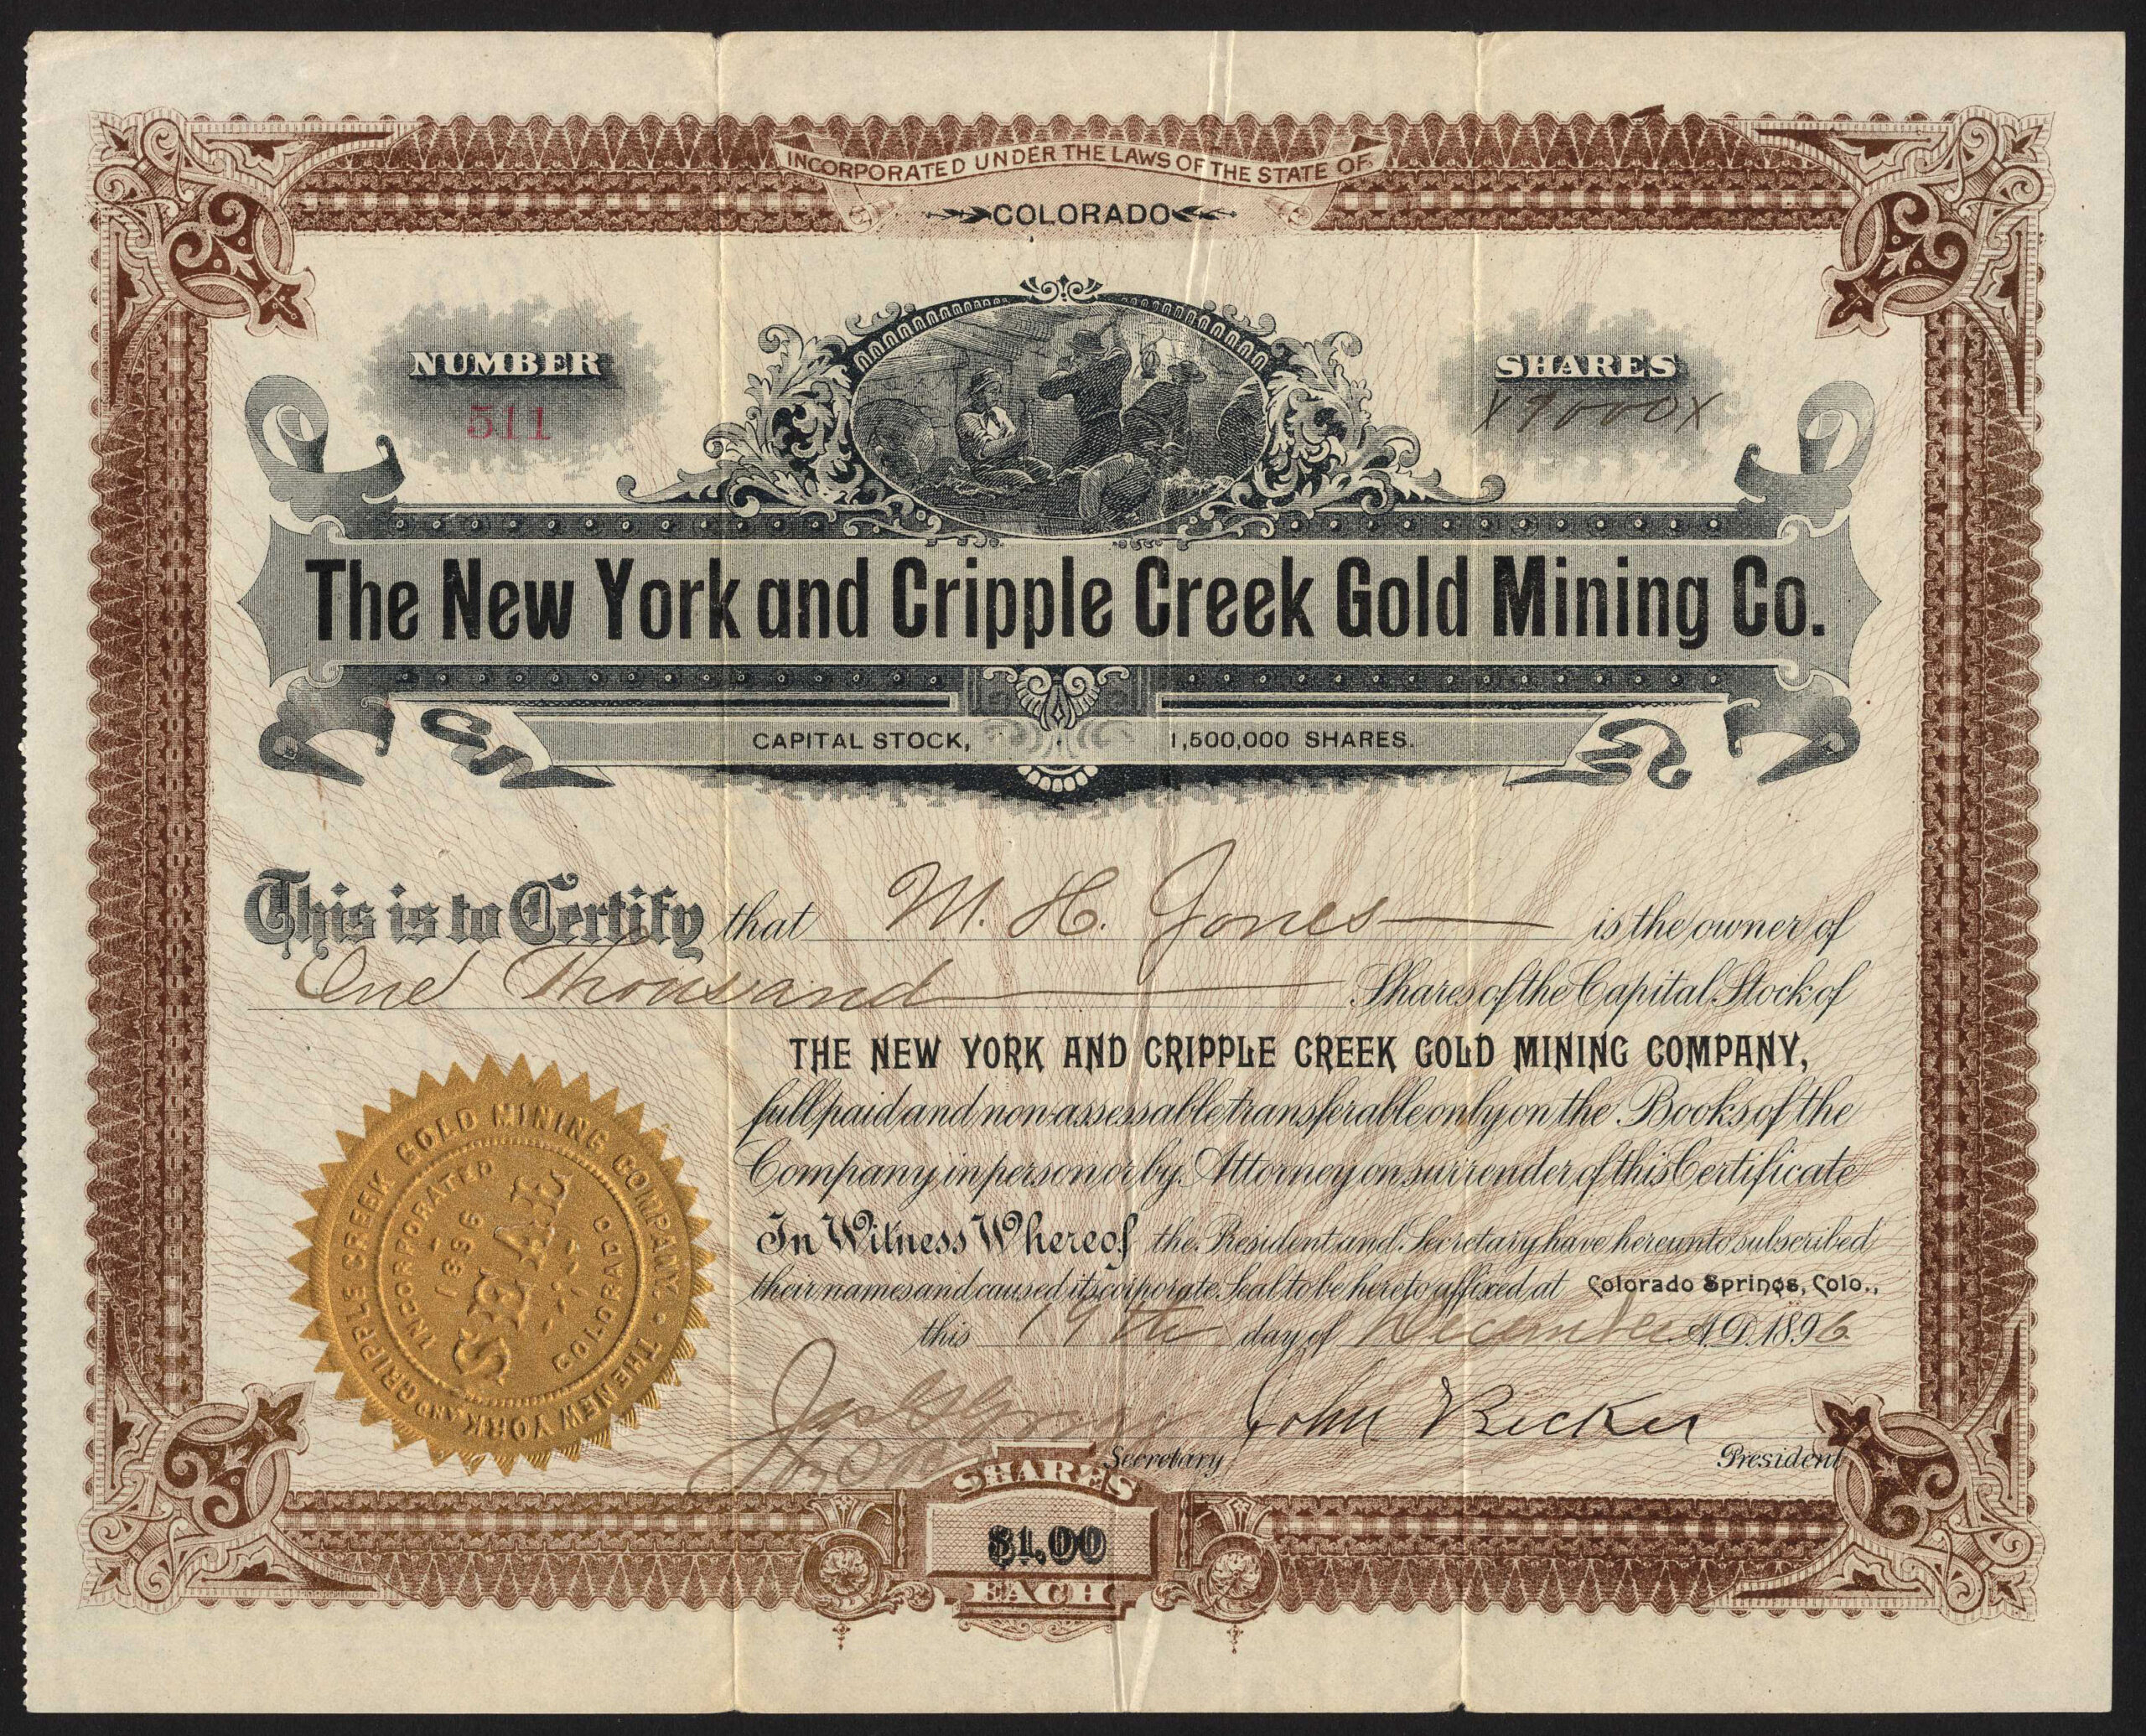 INCORPORATED UNDER THE LAWS OF THE STATE OF
COLORADO
NUMBER
511
SHARES
X1000X
The New York and Cripple Creek Gold Mining Co.
CAPITAL STOCK, 1,500,000 SHARES.
This is to Certify that M. H. Jones is the owner of
One Thousand Shares of the Capital Stock of
THE NEW YORK AND CRIPPLE CREEK GOLD MINING COMPANY,
full paid and non-assessable transferable only on the Books of the
Company in person or by Attorney on surrender of this Certificate
In Witness Whereof the President and Secretary have hereunto subscribed
their names and caused its corporate Seal to be hereto affixed at Colorado Springs, Colo.,
this 19th day of December A.D. 1896
John Ricker
Secretary
President
THE NEW YORK AND CRIPPLE CREEK GOLD MINING COMPANY.
INCORPORATED
1896
SEAL
COLORADO
SHARES
$1.00
EACH